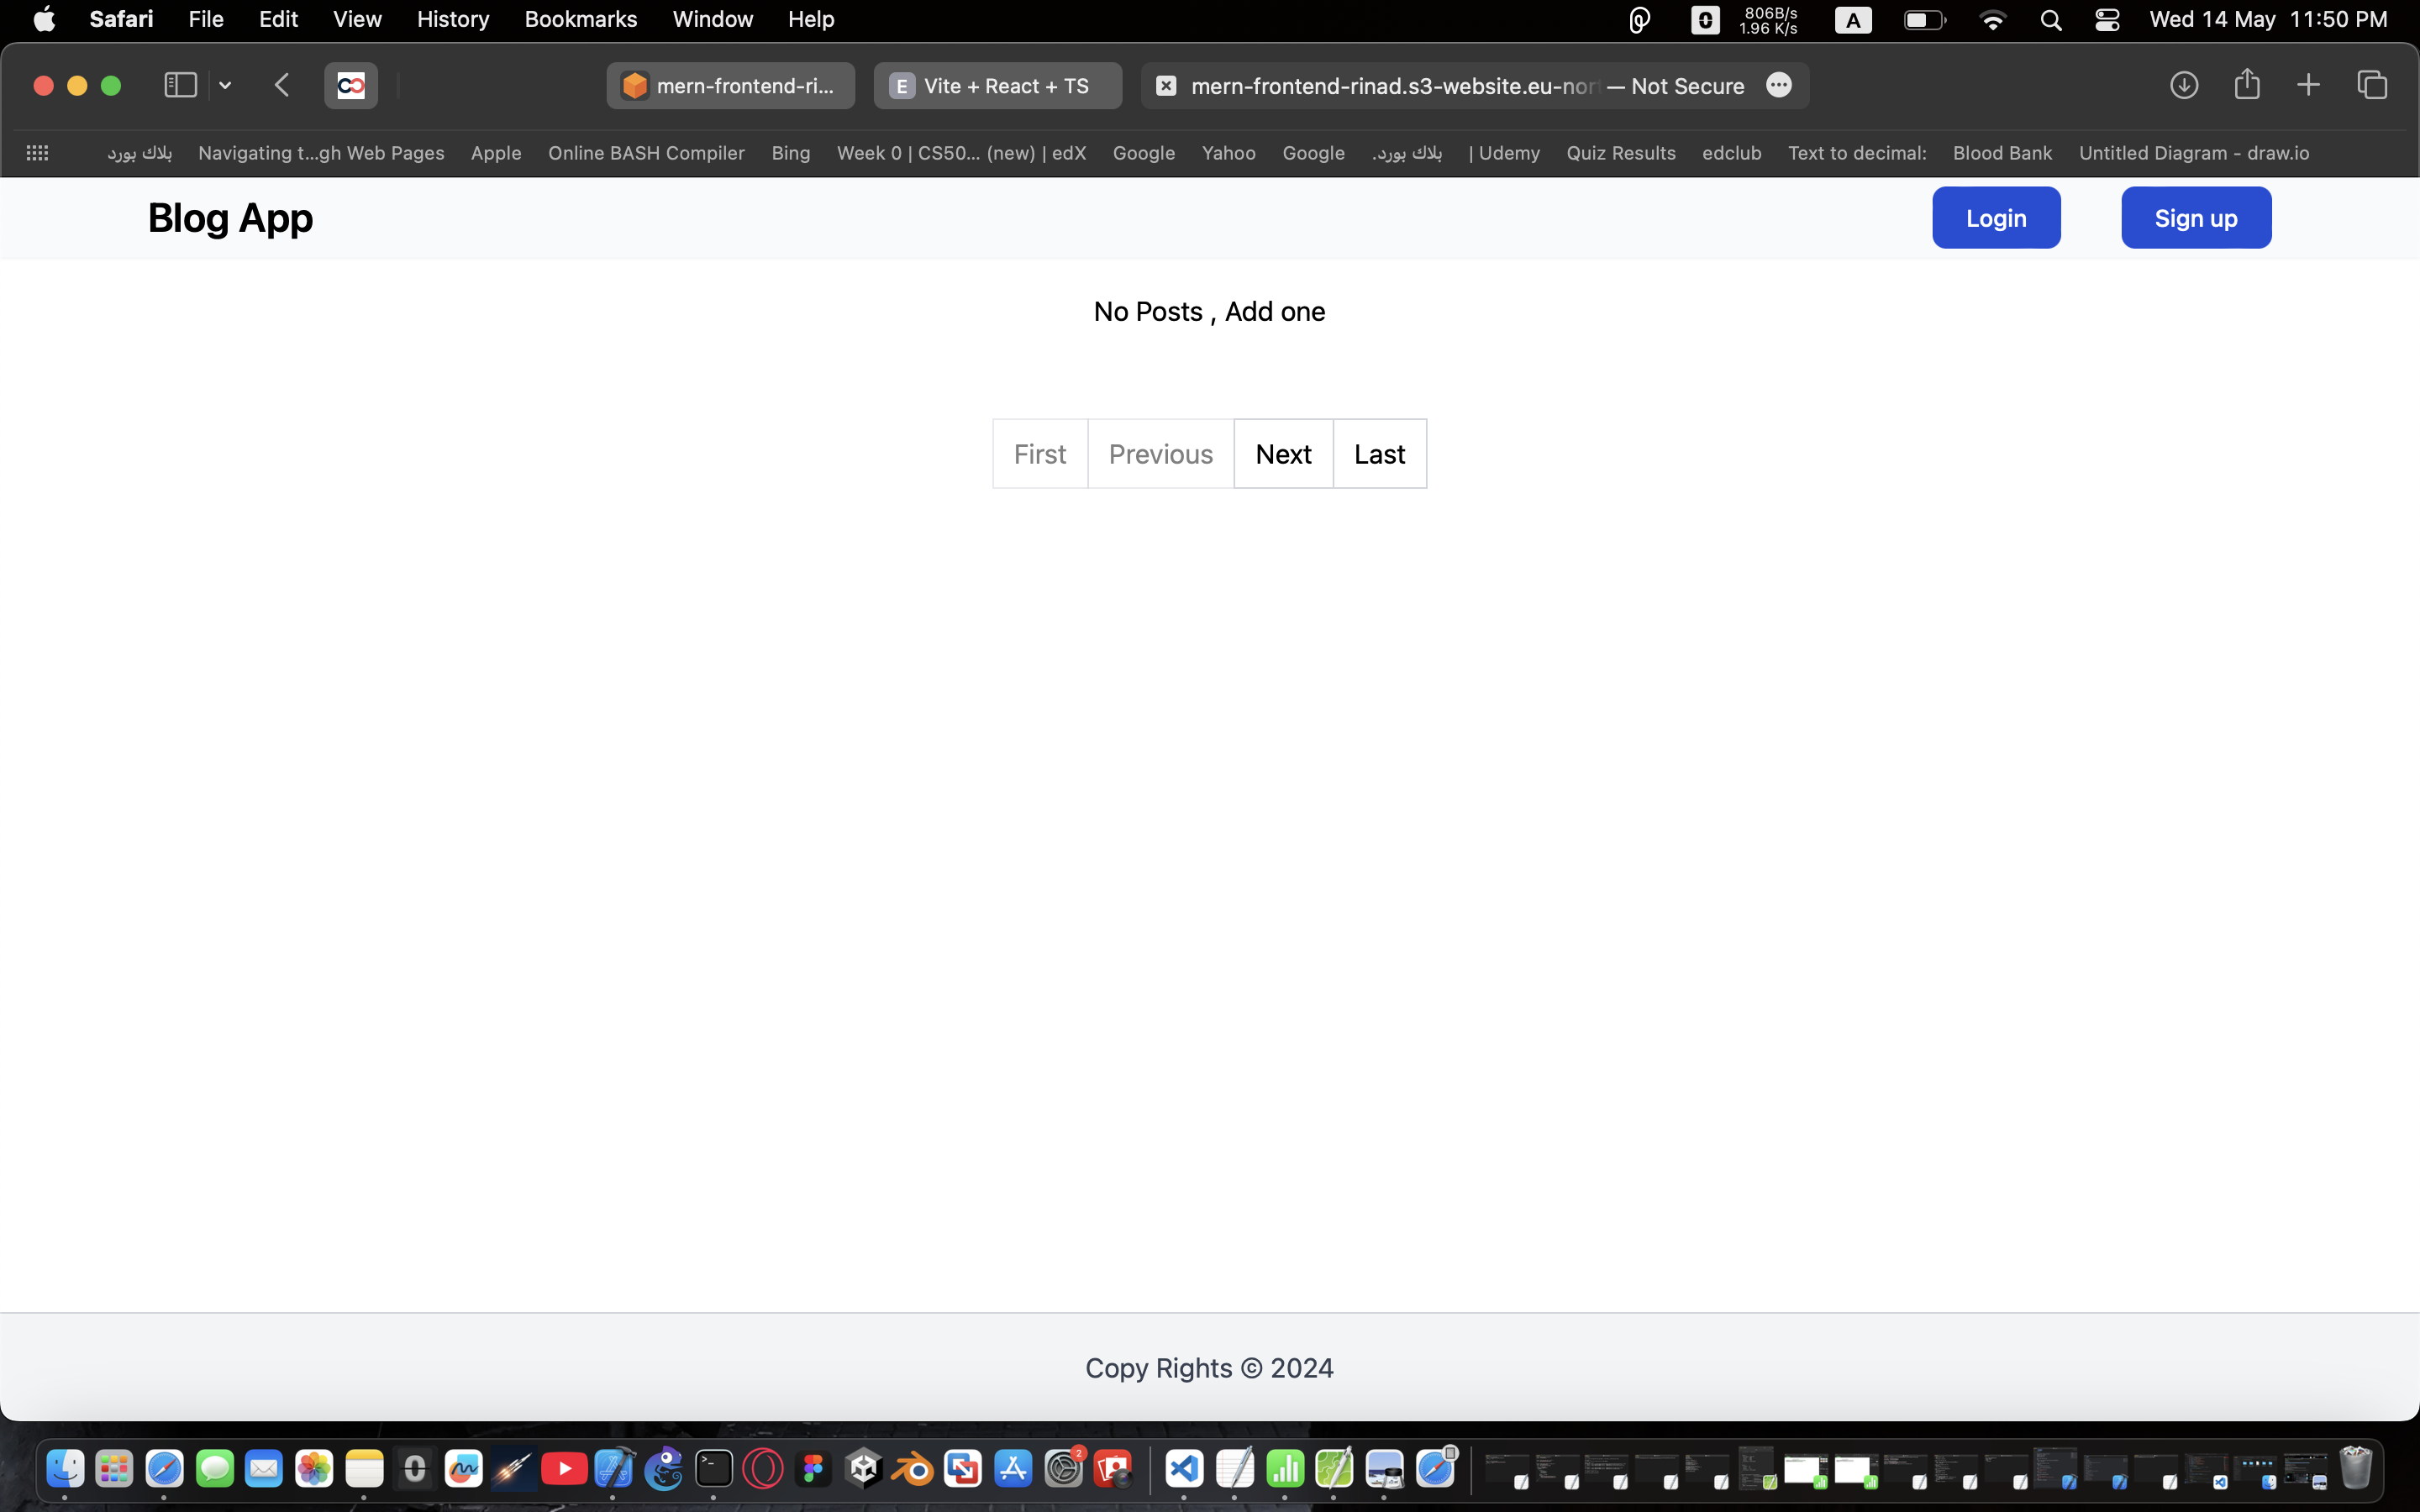 Safari File Edit View History Bookmarks Window Help 806B/s 1.96 K/s A Wed 14 May 11:50 PM
mern-frontend-ri... E Vite + React + TS mern-frontend-rinad.s3-website.eu-nor — Not Secure
بلاك بورد Navigating t...gh Web Pages Apple Online BASH Compiler Bing Week 0 | CS50... (new) | edX Google Yahoo Google بلاك بورد. | Udemy Quiz Results edclub Text to decimal: Blood Bank Untitled Diagram - draw.io
Blog App Login Sign up
No Posts , Add one
First Previous Next Last
Copy Rights © 2024
2